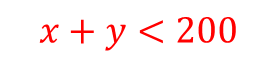 x + y < 200